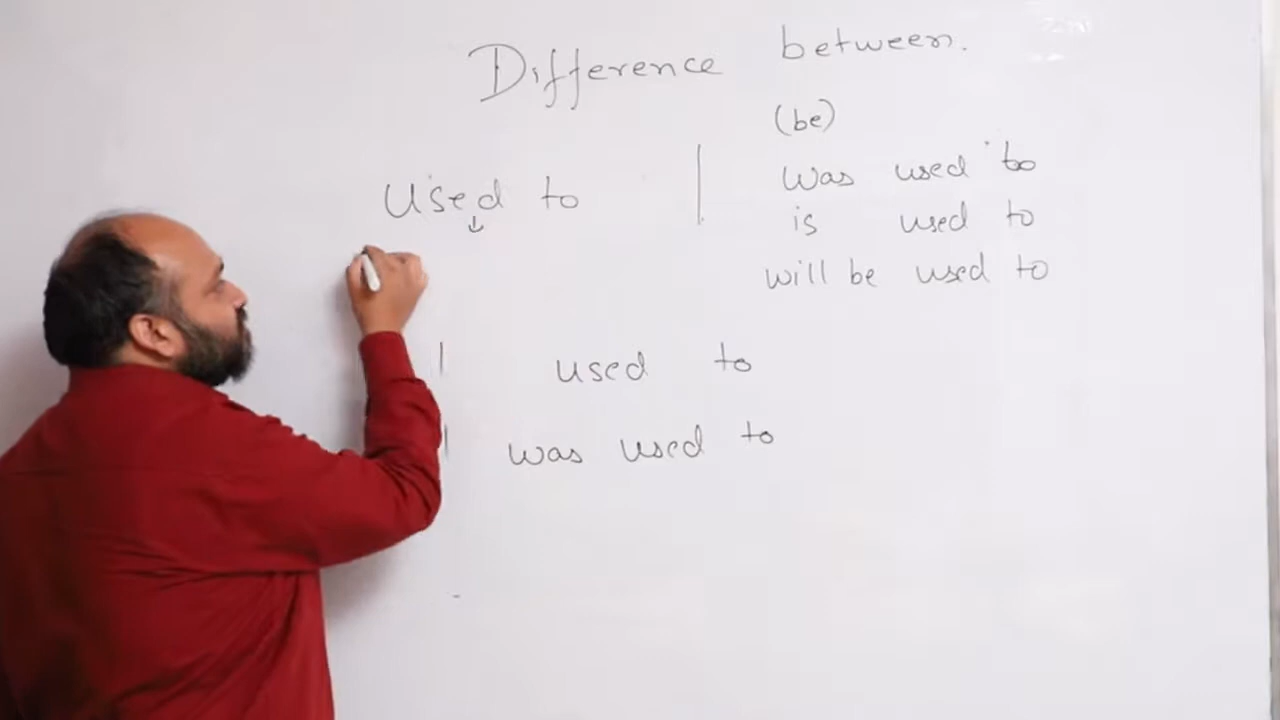 Difference between.
(be)
Used to | was used to
is used to
will be used to
I used to
I was used to